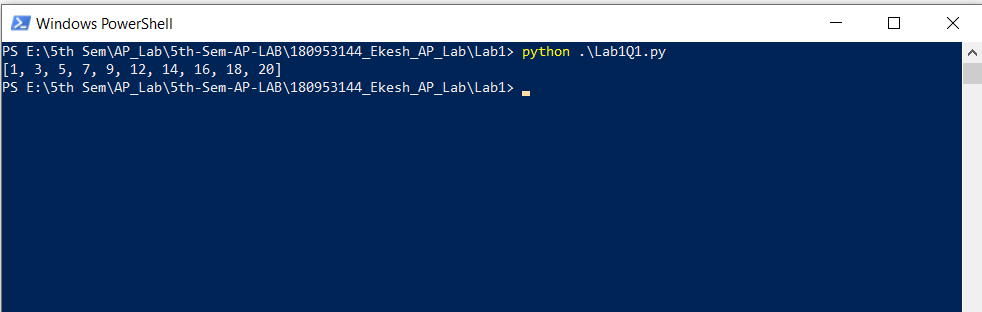 Windows PowerShell
PS E:\5th Sem\AP_Lab\5th-Sem-AP-LAB\180953144_Ekesh_AP_Lab\Lab1> python .\Lab1Q1.py
[1, 3, 5, 7, 9, 12, 14, 16, 18, 20]
PS E:\5th Sem\AP_Lab\5th-Sem-AP-LAB\180953144_Ekesh_AP_Lab\Lab1>